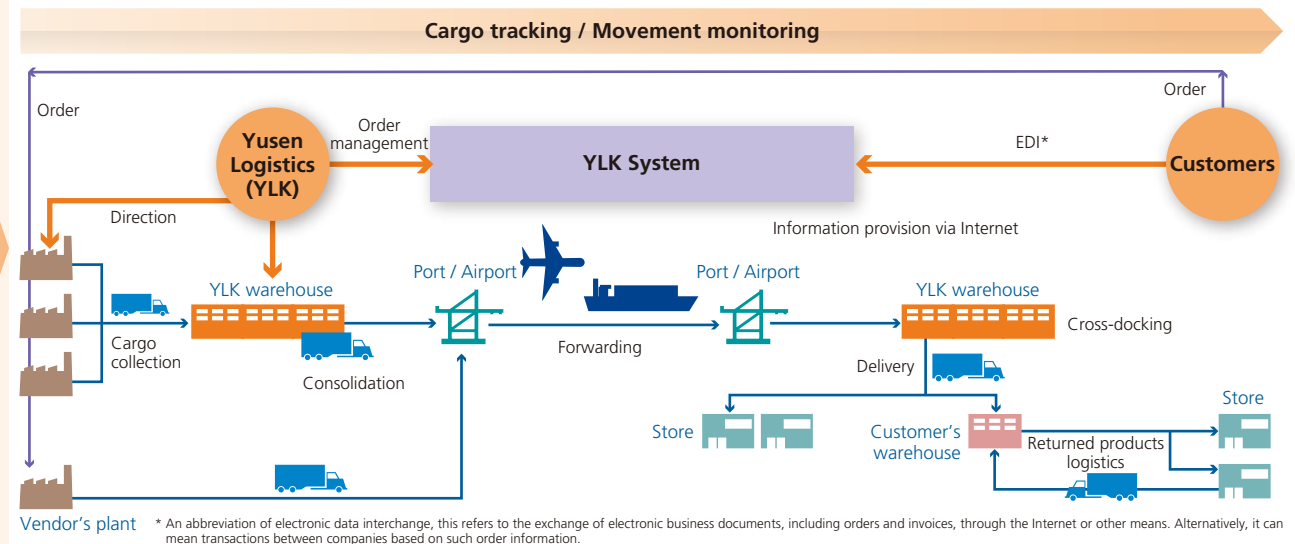 Cargo tracking / Movement monitoring
Order
Order
Yusen
Logistics
(YLK)
Order
management
YLK System
EDI*
Customers
Direction
Information provision via Internet
YLK warehouse
Port / Airport
Port / Airport
YLK warehouse
Cargo
collection
Consolidation
Forwarding
Cross-docking
Delivery
Store
Customer's
warehouse
Store
Returned products
logistics
Vendor's plant
* An abbreviation of electronic data interchange, this refers to the exchange of electronic business documents, including orders and invoices, through the Internet or other means. Alternatively, it can
mean transactions between companies based on such order information.